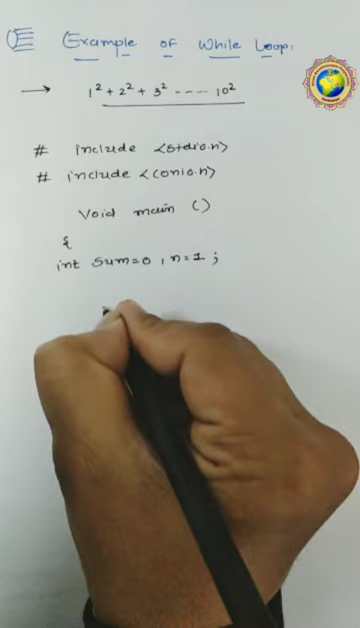 Example of While Loop:
→ 1² + 2² + 3² ---- 10²
# include <stdio.h>
# include <conio.h>
Void main ()
{
int sum=0, n=1;